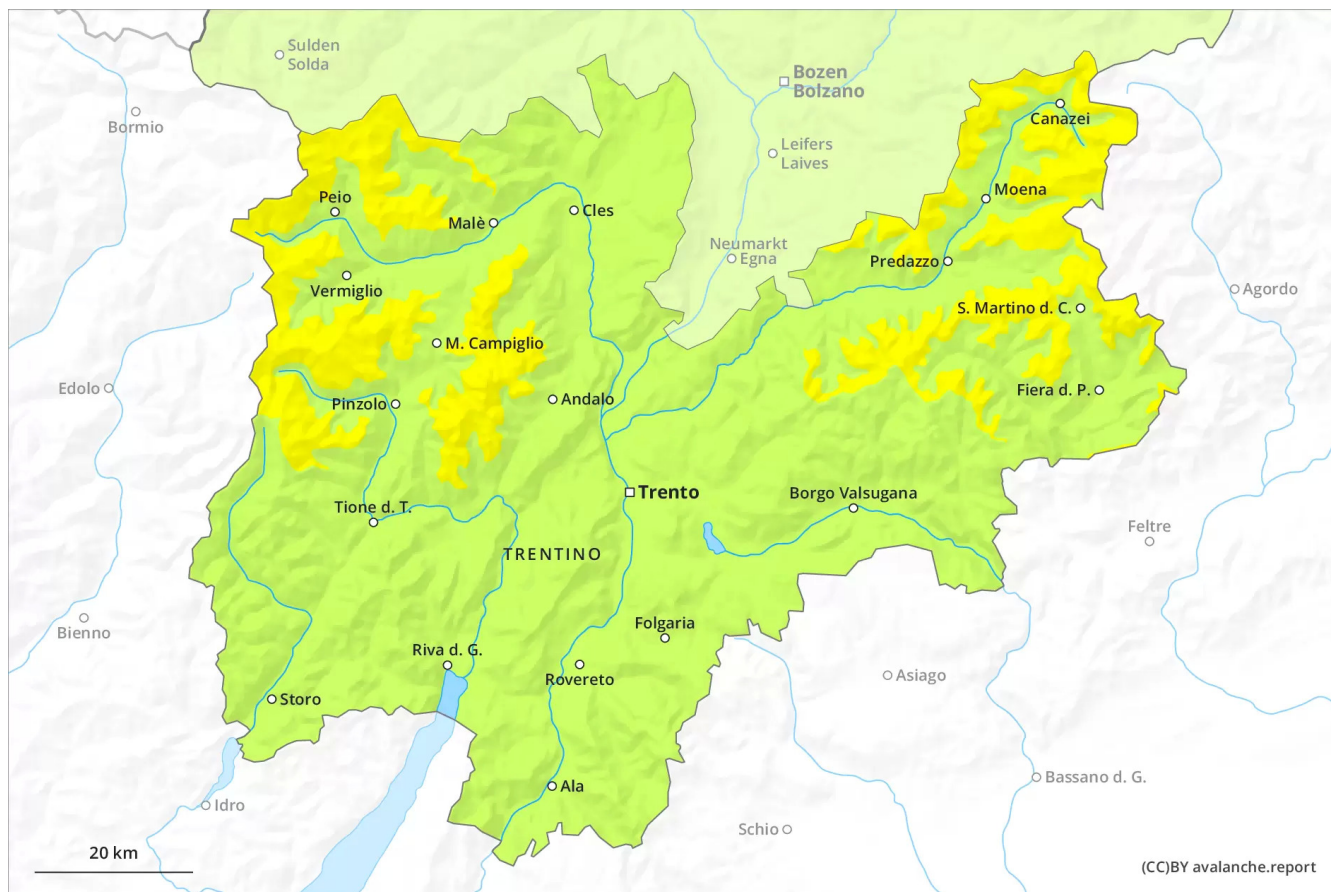 Sulden
Solda
Bozen
Bolzano
Bormio
Canazei
Leifers
Laives
Moena
Peio
Malè
Cles
Neumarkt
Egna
Predazzo
Vermiglio
Agordo
S. Martino d. C.
M. Campiglio
Edolo
Andalo
Fiera d. P.
Pinzolo
Trento
Borgo Valsugana
Tione d. T.
Feltre
TRENTINO
Bienno
Folgaria
Riva d. G.
Asiago
Rovereto
Storo
Bassano d. G.
Ala
Idro
Schio
20 km
(CC)BY avalanche.report